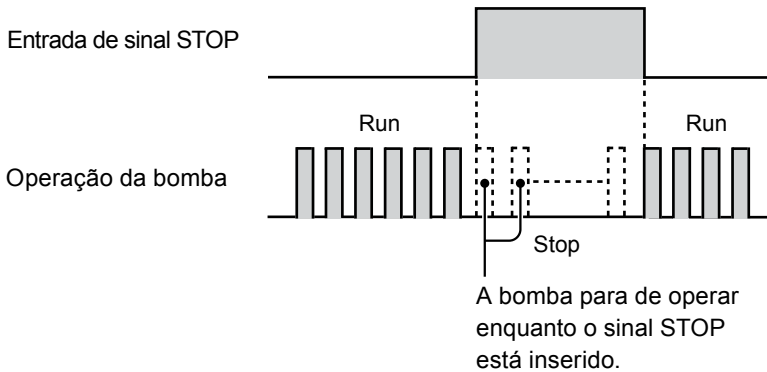 Entrada de sinal STOP
Run
Run
Operação da bomba
Stop
A bomba para de operar
enquanto o sinal STOP
está inserido.